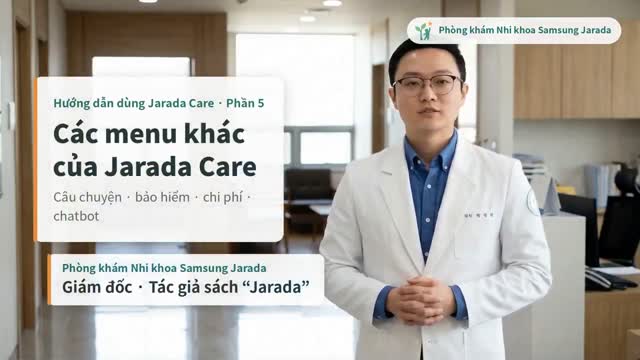 Phòng khám Nhi khoa Samsung Jarada
Hướng dẫn dùng Jarada Care · Phần 5
Các menu khác
của Jarada Care
Câu chuyện · bảo hiểm · chi phí ·
chatbot
Phòng khám Nhi khoa Samsung Jarada
Giám đốc · Tác giả sách “Jarada”